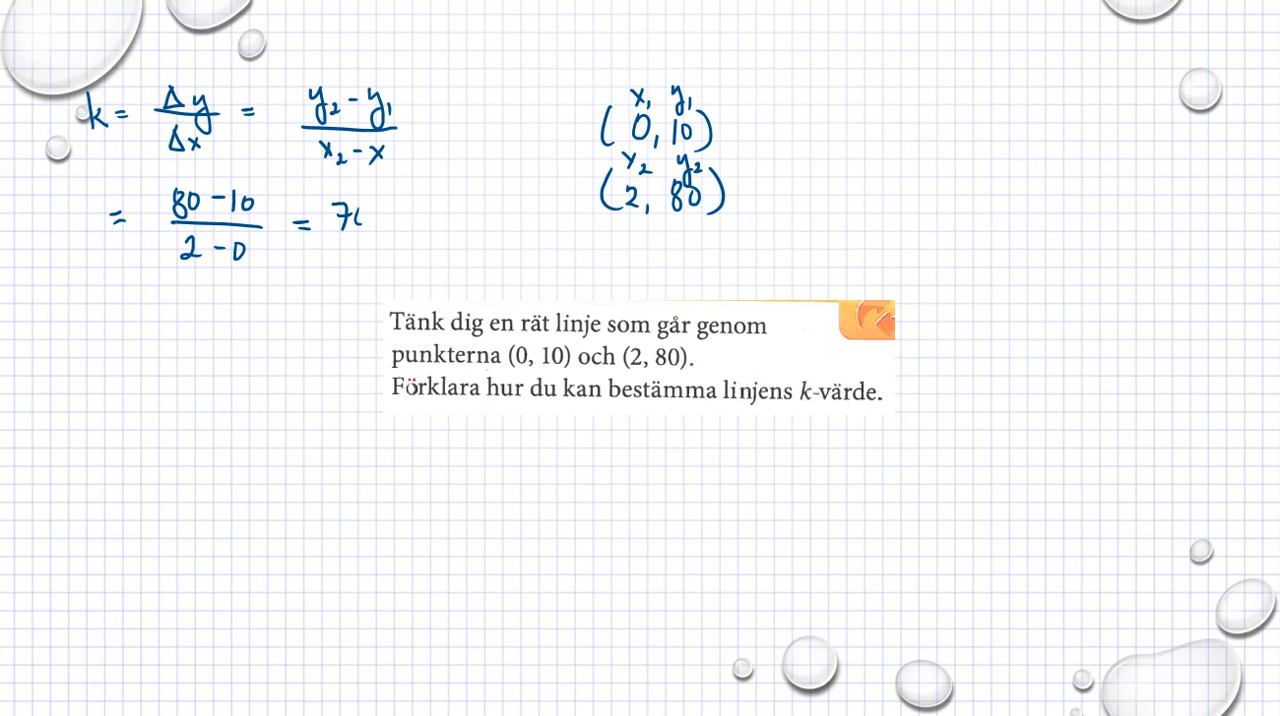 k = Δy/Δx = y₂ - y₁/x₂ - x
= 80 - 10/2 - 0 = 70
x₁ y₁
(0, 10)
x₂ y₂
(2, 80)
Tänk dig en rät linje som går genom
punkterna (0, 10) och (2, 80).
Förklara hur du kan bestämma linjens k-värde.